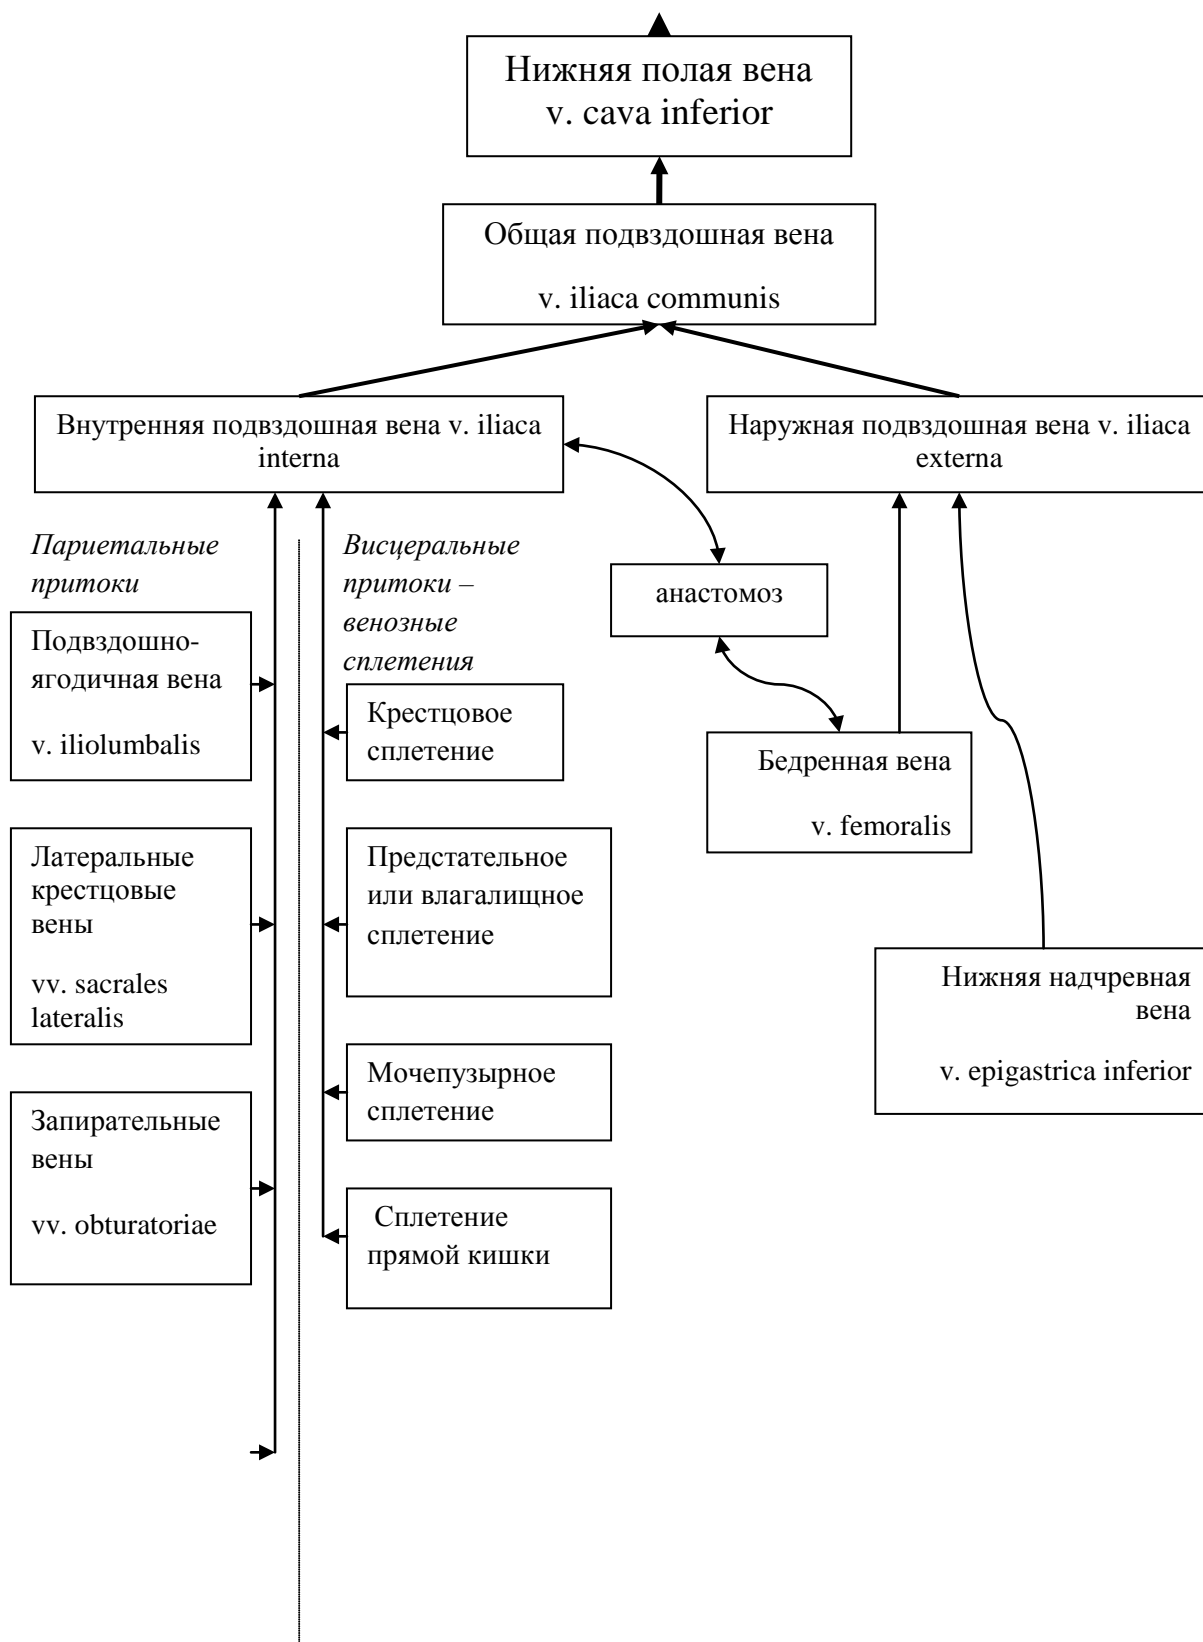 Нижняя полая вена
v. cava inferior
Общая подвздошная вена
v. iliaca communis
Внутренняя подвздошная вена v. iliaca
interna
Наружная подвздошная вена v. iliaca
externa
Париетальные
притоки
Висцеральные
притоки –
венозные
сплетения
анастомоз
Подвздошно-
ягодичная вена
v. iliolumbalis
Крестцовое
сплетение
Бедренная вена
v. femoralis
Латеральные
крестцовые
вены
vv. sacrales
lateralis
Предстательное
или влагалищное
сплетение
Нижняя надчревная
вена
v. epigastrica inferior
Мочепузырное
сплетение
Запирательные
вены
vv. obturatoriae
Сплетение
прямой кишки